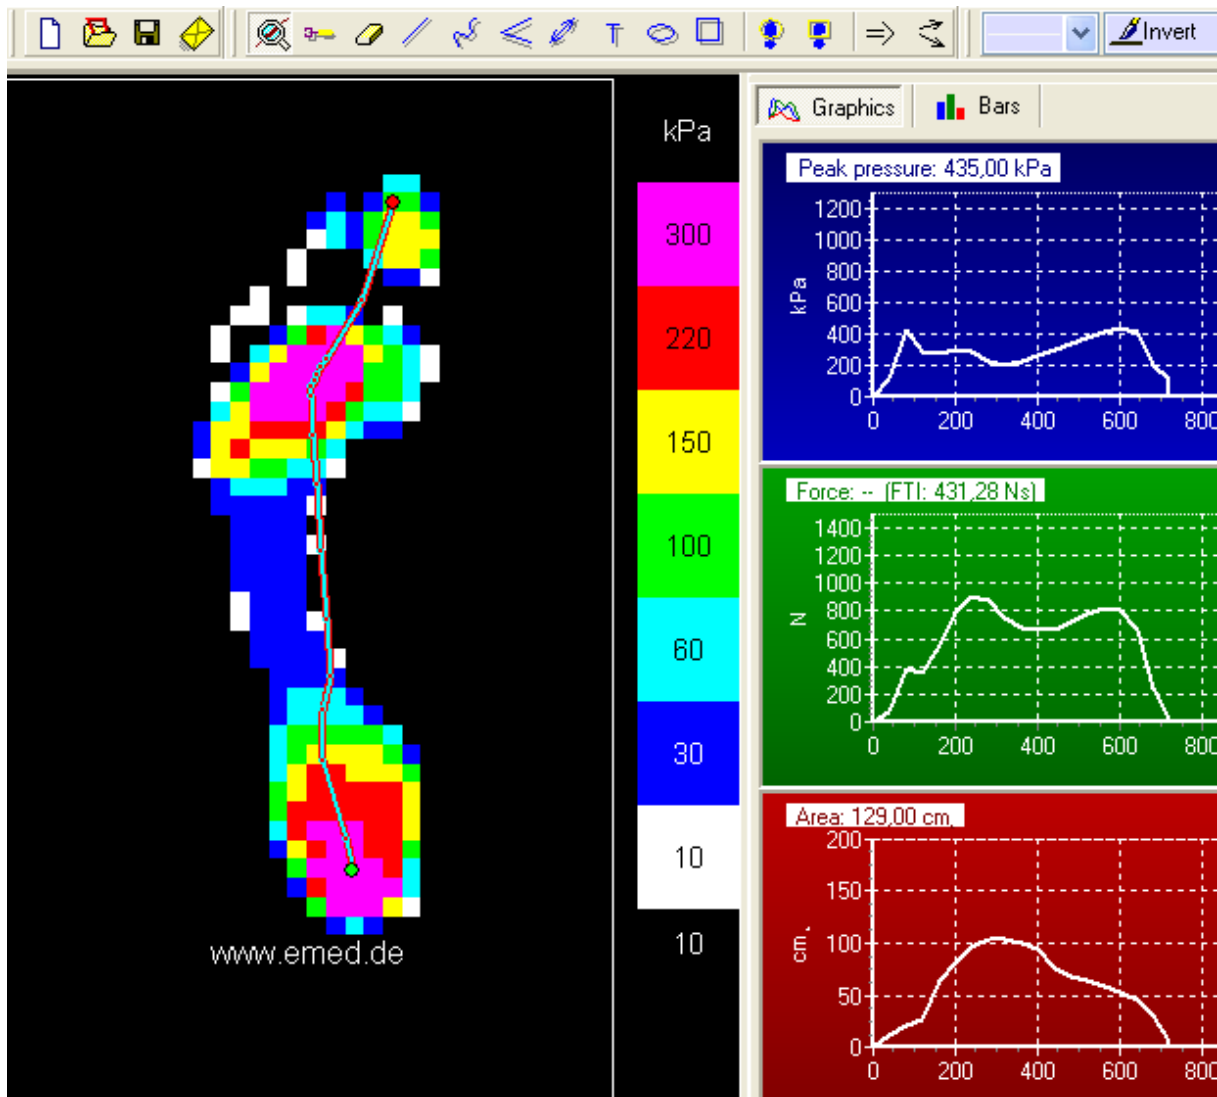 Invert
kPa
300
220
150
100
60
30
10
10
www.emed.de
Graphics
Bars
Peak pressure: 435,00 kPa
kPa
1200
1000
800
600
400
200
0
0 200 400 600 800
Force: -- (FTI: 431,28 Ns)
N
1400
1200
1000
800
600
400
200
0
0 200 400 600 800
Area: 129,00 cm,
cm,
200
150
100
50
0
0 200 400 600 800